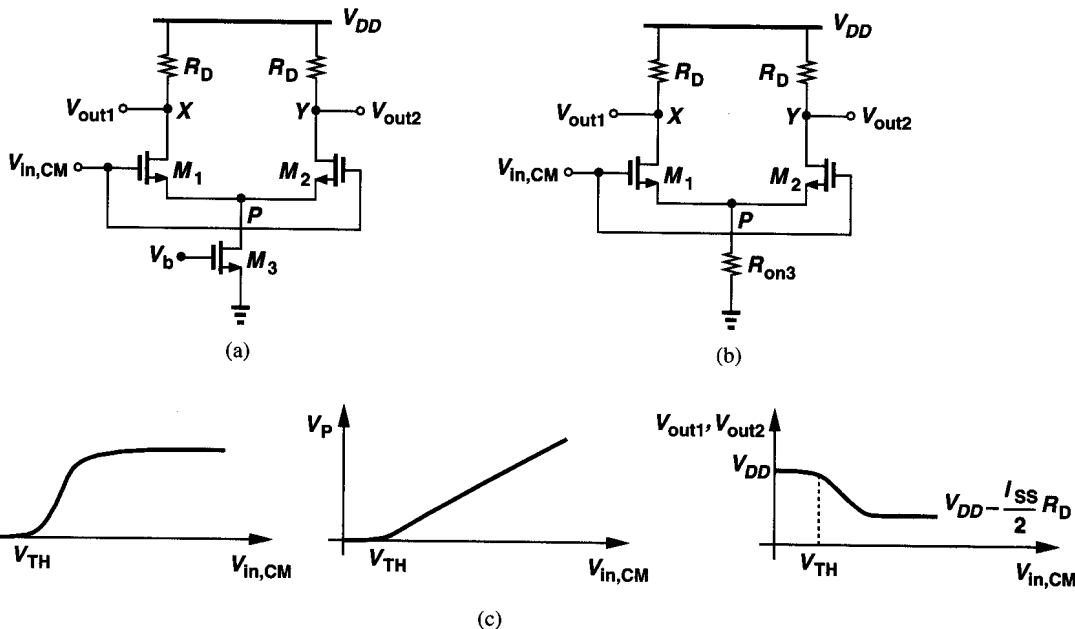 V_DD
V_DD
R_D R_D
R_D R_D
V_out1 X Y V_out2
V_out1 X Y V_out2
V_in,CM M_1 M_2
V_in,CM M_1 M_2
P
P
V_b M_3
R_on3
(a)
(b)
V_TH
V_in,CM
V_P
V_TH
V_in,CM
V_out1, V_out2
V_DD
V_DD − I_SS/2 R_D
V_TH
V_in,CM
(c)